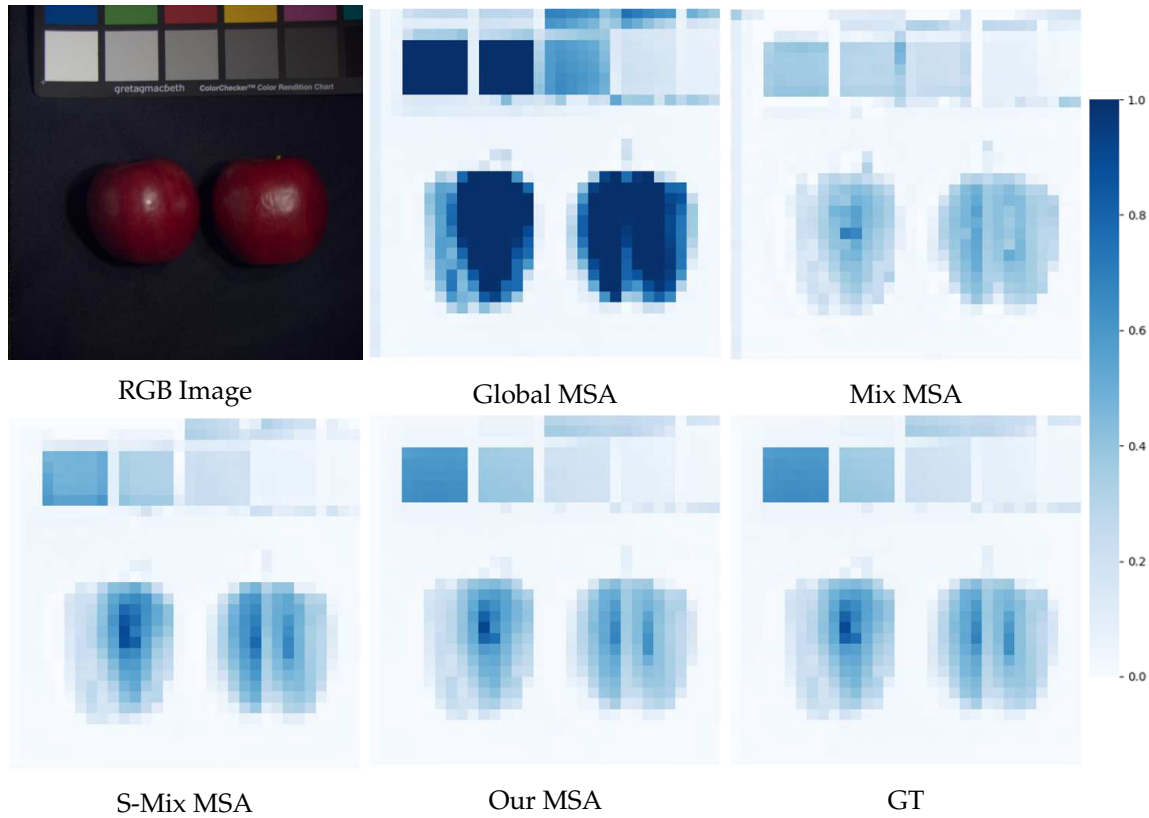 gretagmacbeth ColorChecker™ Color Rendition Chart
RGB Image
Global MSA
Mix MSA
1.0
0.8
0.6
0.4
0.2
0.0
S-Mix MSA
Our MSA
GT